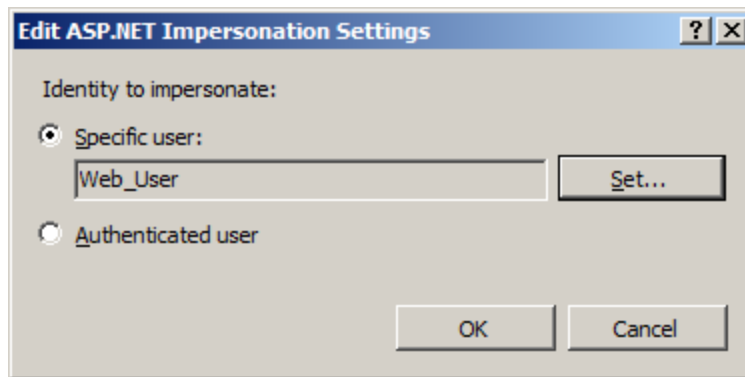 Edit ASP.NET Impersonation Settings
Identity to impersonate:
Specific user:
Web_User
Set...
Authenticated user
OK
Cancel